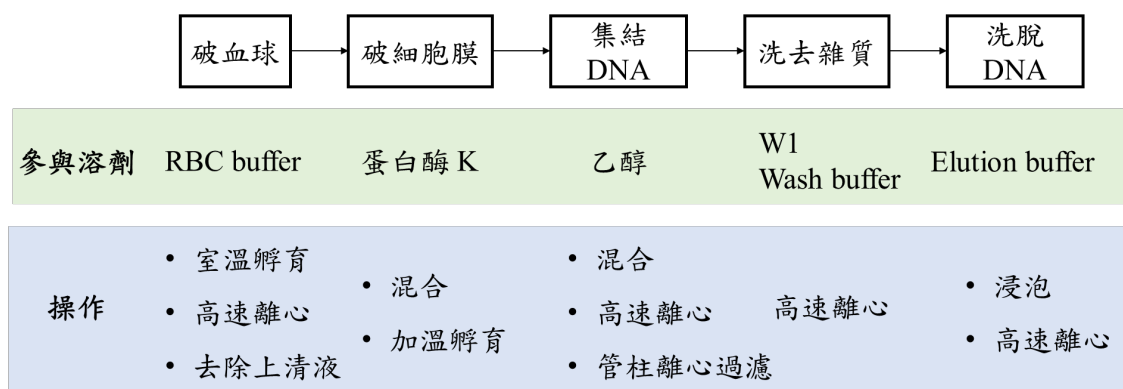 破血球
破細胞膜
集結
DNA
洗去雜質
洗脫
DNA
參與溶劑
RBC buffer
蛋白酶 K
乙醇
W1
Wash buffer
Elution buffer
操作
• 室溫孵育
• 高速離心
• 去除上清液
• 混合
• 加溫孵育
• 混合
• 高速離心
• 管柱離心過濾
高速離心
• 浸泡
• 高速離心